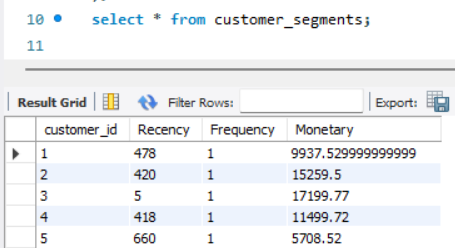 );
10 select * from customer_segments;
11
Result Grid Filter Rows: Export:
customer_id Recency Frequency Monetary
1 478 1 9937.529999999999
2 420 1 15259.5
3 5 1 17199.77
4 418 1 11499.72
5 660 1 5708.52